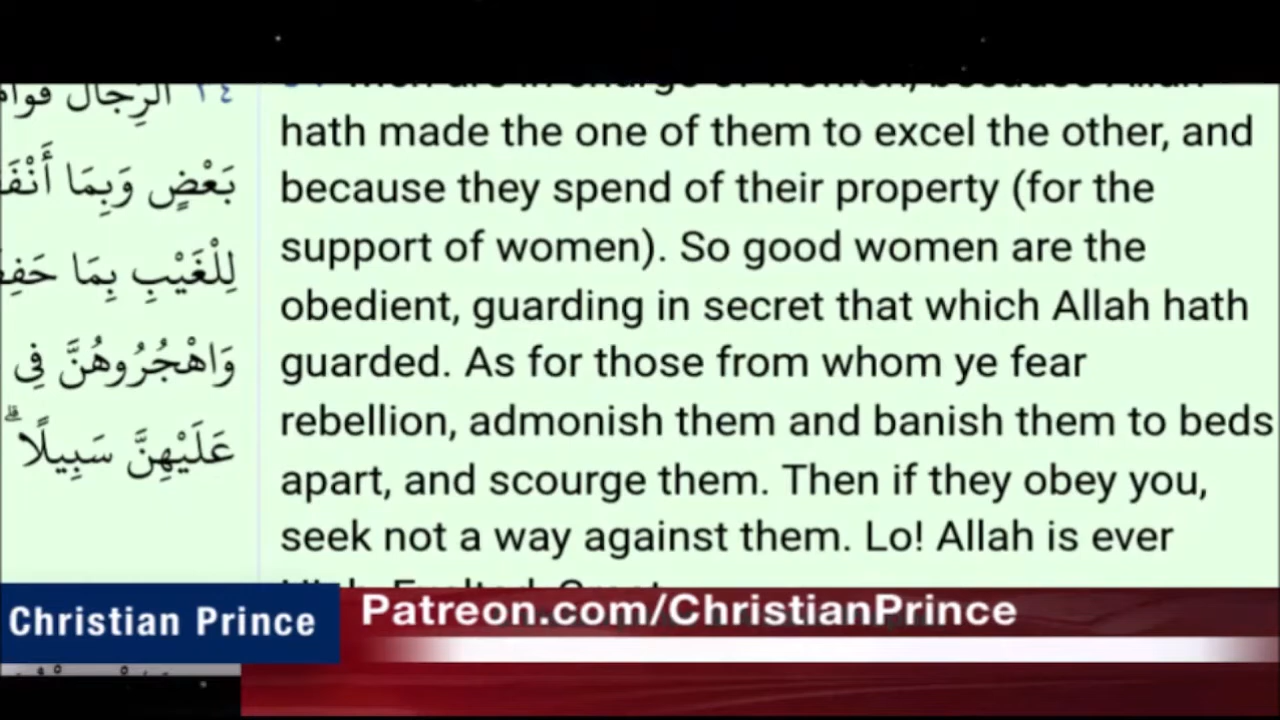 ٣٤ الرِّجَالُ
hath made the one of them to excel the other, and
بَعْضٍ وَبِمَا
because they spend of their property (for the
support of women). So good women are the
لِلْغَيْبِ بِمَا
obedient, guarding in secret that which Allah hath
وَاهْجُرُوهُنَّ فِي
guarded. As for those from whom ye fear
rebellion, admonish them and banish them to beds
عَلَيْهِنَّ سَبِيلًا ۗ
apart, and scourge them. Then if they obey you,
seek not a way against them. Lo! Allah is ever
Christian Prince
Patreon.com/ChristianPrince